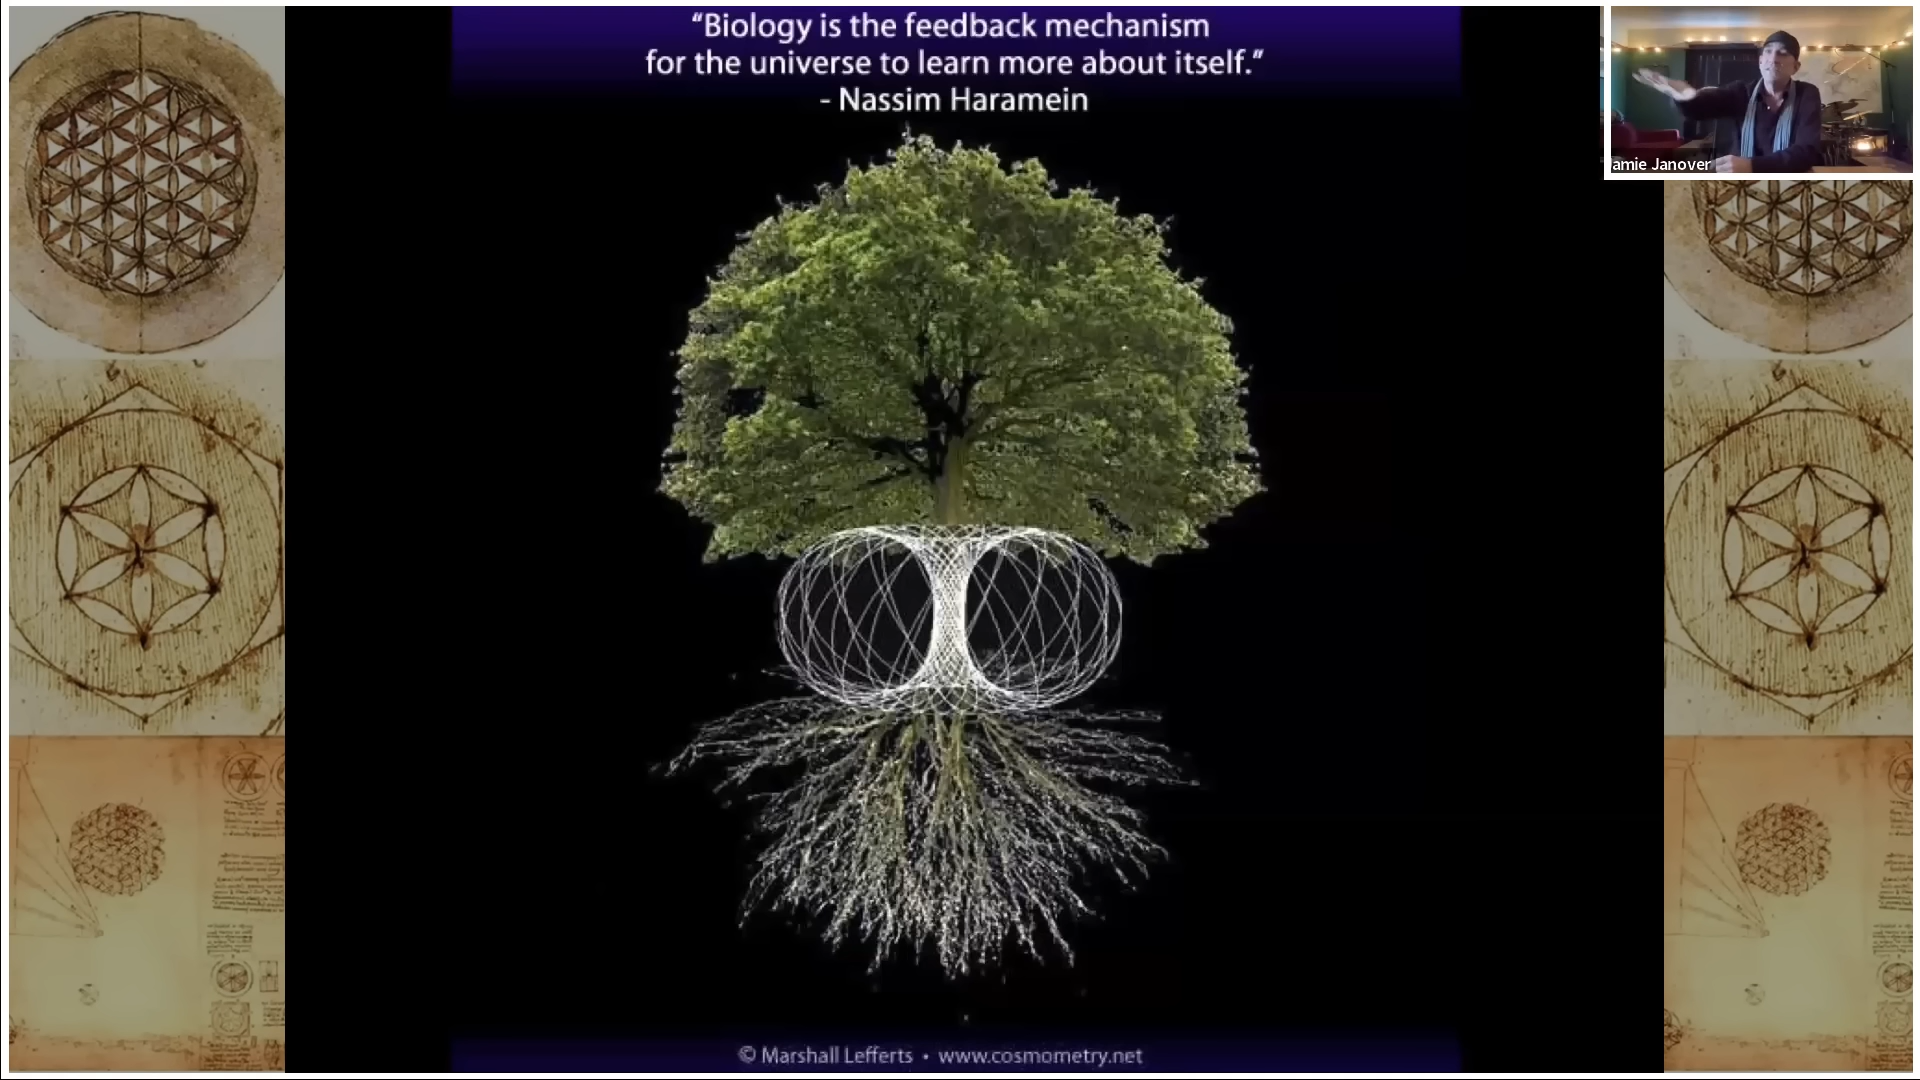 “Biology is the feedback mechanism
for the universe to learn more about itself.”
- Nassim Haramein
amie Janover
© Marshall Lefferts • www.cosmometry.net